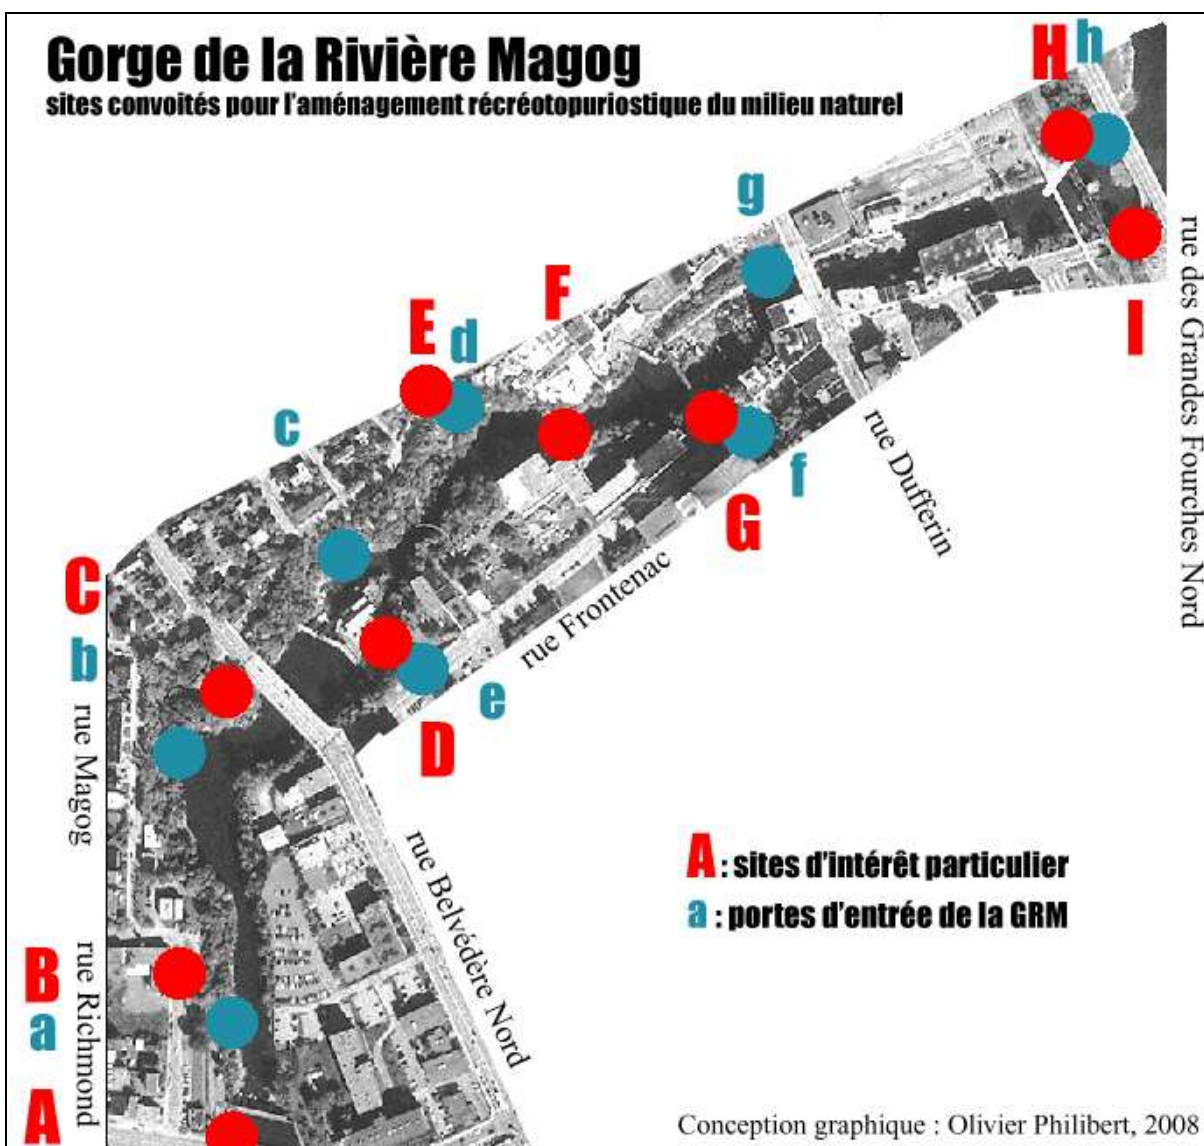 Gorge de la Rivière Magog
sites convoités pour l'aménagement récréotopuriostique du milieu naturel
H
h
g
rue des Grandes Fourches Nord
F
E
d
I
c
rue Dufferin
f
G
C
rue Frontenac
b
e
rue Magog
D
rue Belvédère Nord
A : sites d'intérêt particulier
a : portes d'entrée de la GRM
B
rue Richmond
a
A
Conception graphique : Olivier Philibert, 2008